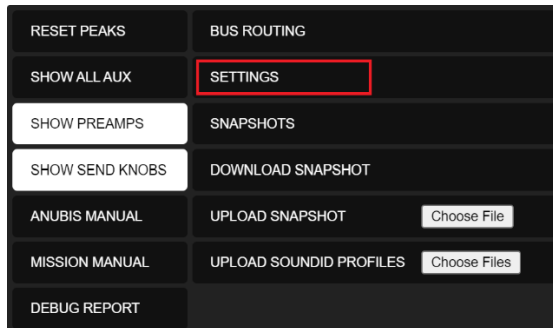 RESET PEAKS BUS ROUTING
SHOW ALL AUX SETTINGS
SHOW PREAMPS SNAPSHOTS
SHOW SEND KNOBS DOWNLOAD SNAPSHOT
ANUBIS MANUAL UPLOAD SNAPSHOT Choose File
MISSION MANUAL UPLOAD SOUNDID PROFILES Choose Files
DEBUG REPORT